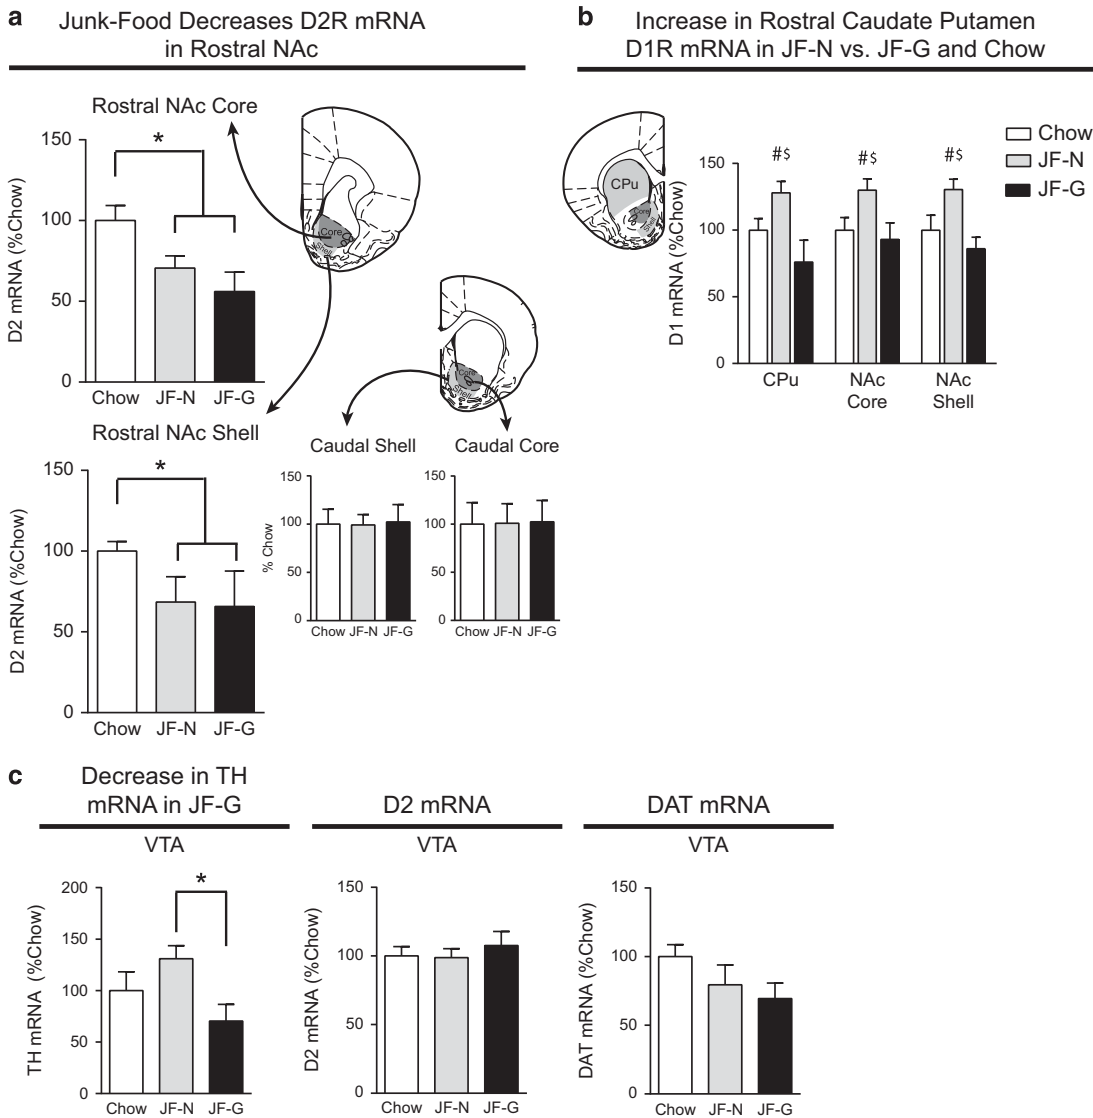 a
Junk-Food Decreases D2R mRNA
in Rostral NAc
Rostral NAc Core
150
100
50
0
D2 mRNA (%Chow)
*
Chow JF-N JF-G
Core
Shell
Rostral NAc Shell
150
100
50
0
D2 mRNA (%Chow)
*
Chow JF-N JF-G
Core
Shell
Caudal Shell
150
100
50
0
% Chow
Chow JF-N JF-G
Caudal Core
150
100
50
0
Chow JF-N JF-G
b
Increase in Rostral Caudate Putamen
D1R mRNA in JF-N vs. JF-G and Chow
CPu
Core
Shell
Chow
JF-N
JF-G
150
100
50
0
D1 mRNA (%Chow)
#$ #$ #$
CPu NAc NAc
Core Shell
c
Decrease in TH
mRNA in JF-G
VTA
200
150
100
50
0
TH mRNA (%Chow)
*
Chow JF-N JF-G
D2 mRNA
VTA
150
100
50
0
D2 mRNA (%Chow)
Chow JF-N JF-G
DAT mRNA
VTA
150
100
50
0
DAT mRNA (%Chow)
Chow JF-N JF-G